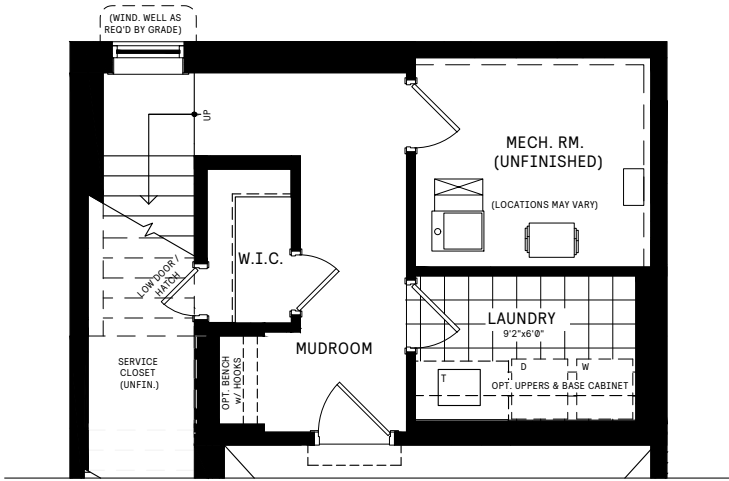 (WIND. WELL AS
REQ'D BY GRADE)
UP
MECH. RM.
(UNFINISHED)
(LOCATIONS MAY VARY)
W.I.C.
LOW DOOR /
HATCH
LAUNDRY
9'2"x6'0"
MUDROOM
SERVICE
CLOSET
(UNFIN.)
OPT. BENCH
w/ HOOKS
T
D
W
OPT. UPPERS & BASE CABINET